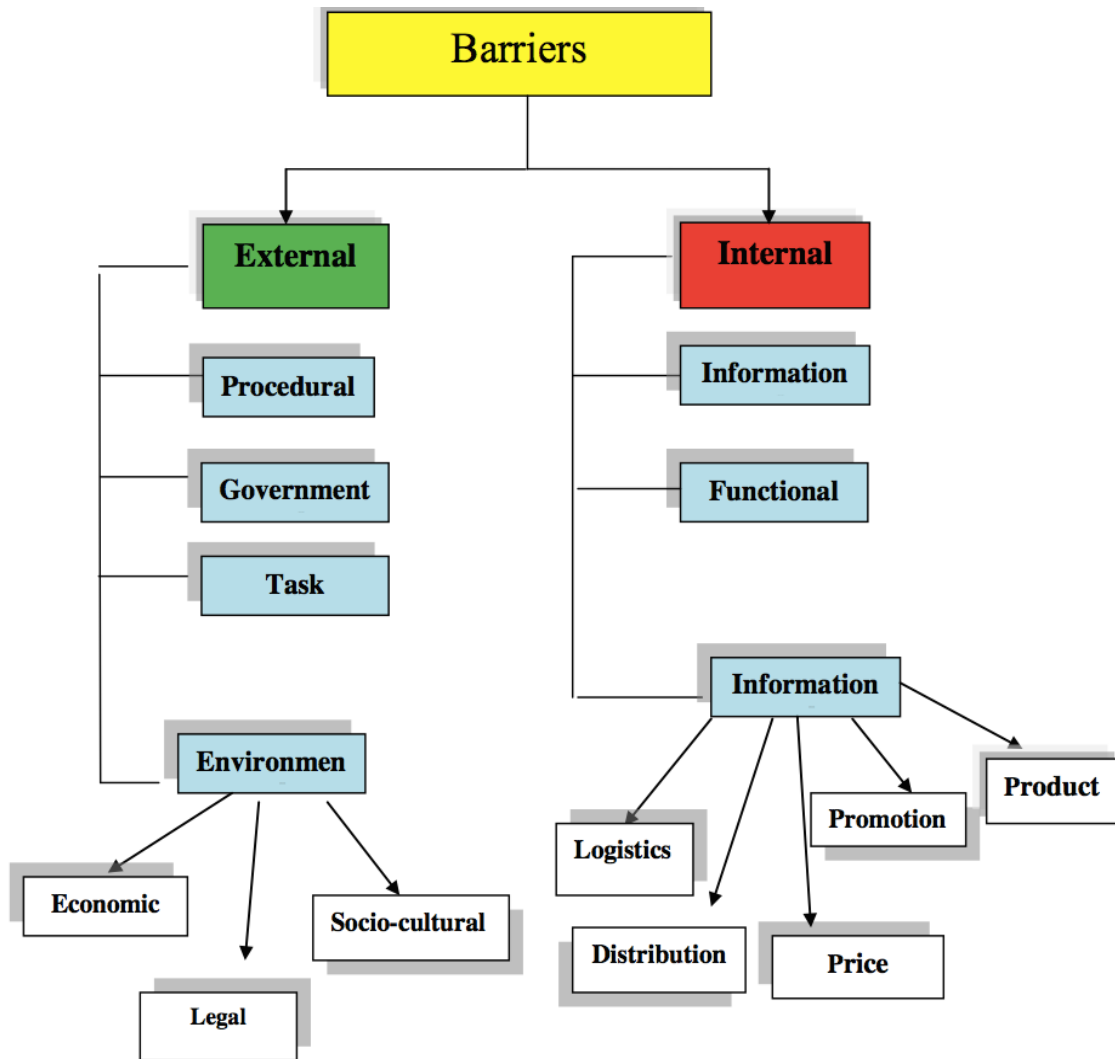 Barriers
External
Internal
Procedural
Information
Government
Functional
Task
Information
Environmen
Product
Promotion
Logistics
Economic
Socio-cultural
Distribution
Price
Legal